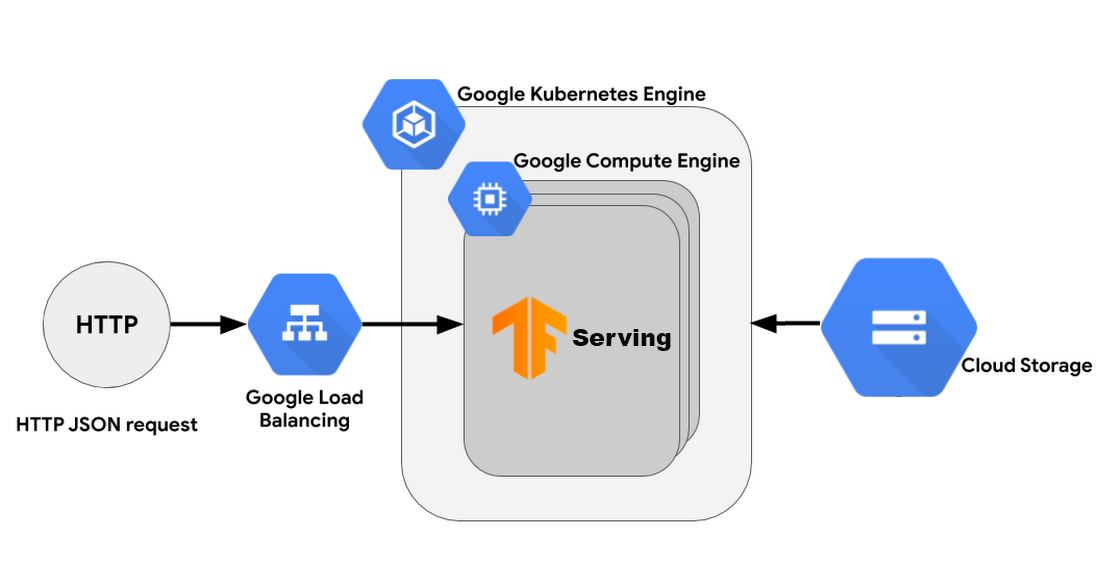 Google Kubernetes Engine
Google Compute Engine
HTTP
Serving
Cloud Storage
Google Load
Balancing
HTTP JSON request